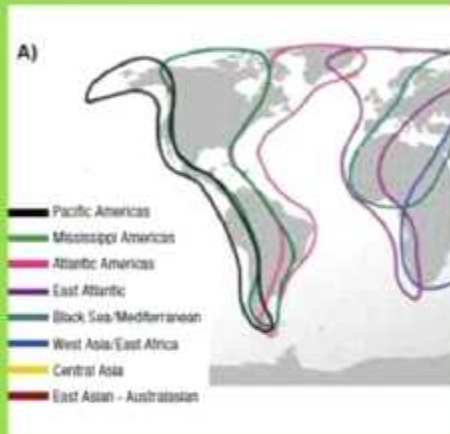 A)
Pacific Americas
Mississippi Americas
Atlantic Americas
East Atlantic
Black Sea/Mediterranean
West Asia/East Africa
Central Asia
East Asian - Australasian